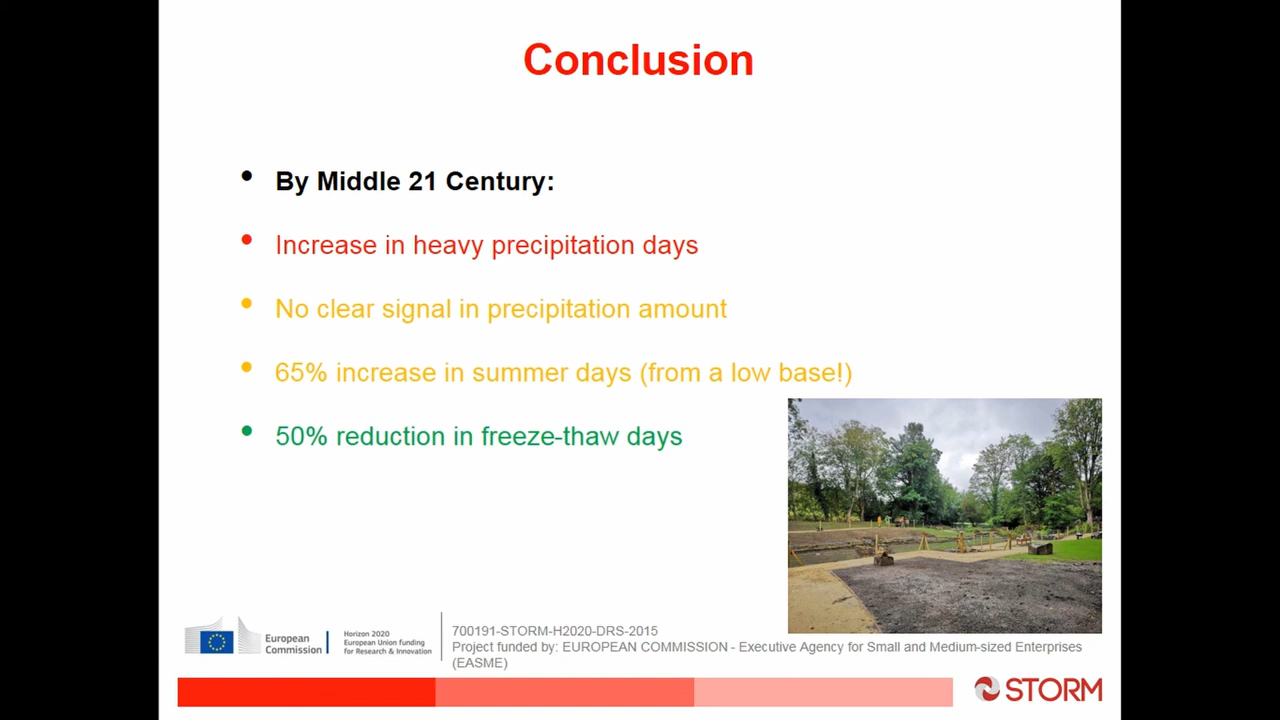 Conclusion
• By Middle 21 Century:
• Increase in heavy precipitation days
• No clear signal in precipitation amount
• 65% increase in summer days (from a low base!)
• 50% reduction in freeze-thaw days
European
Commission
Horizon 2020
European Union funding
for Research & Innovation
700191-STORM-H2020-DRS-2015
Project funded by: EUROPEAN COMMISSION - Executive Agency for Small and Medium-sized Enterprises
(EASME)
STORM